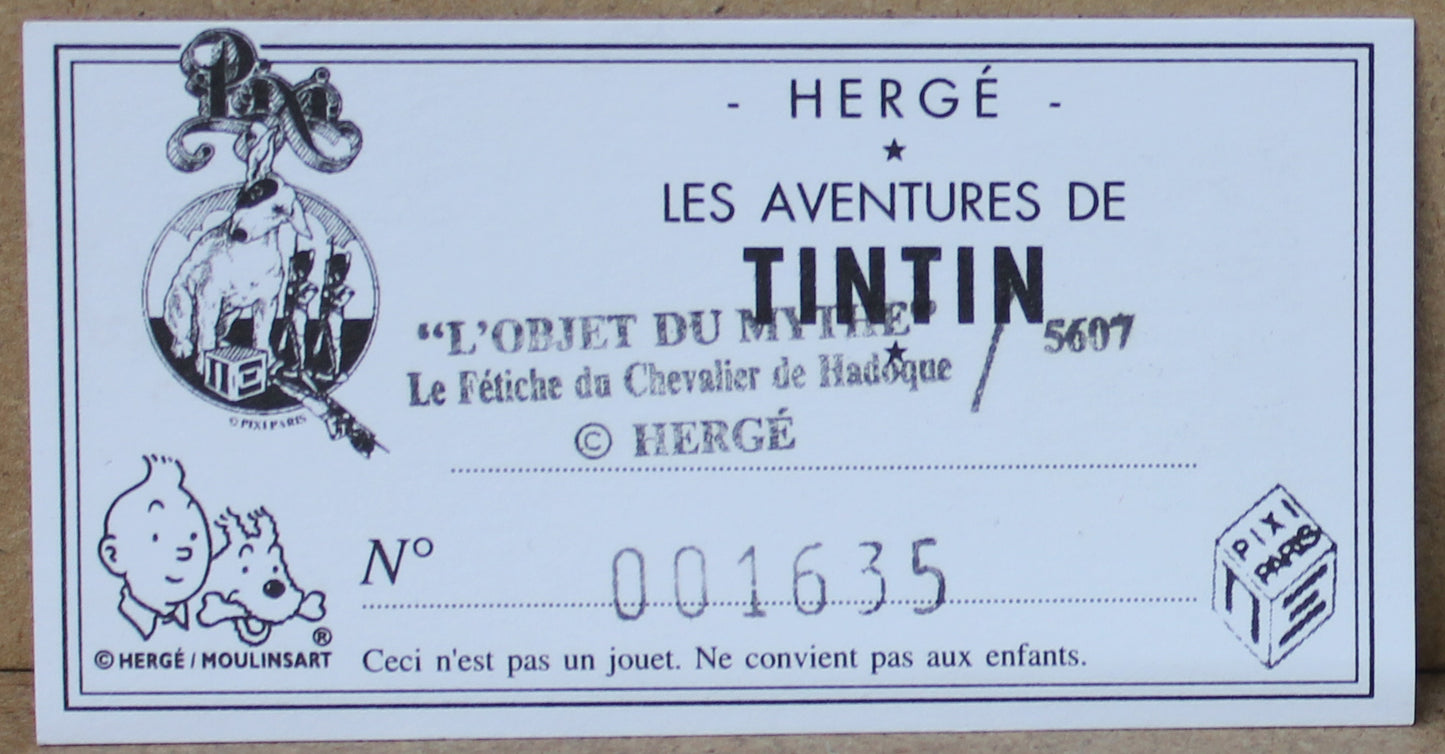 Pixi
- HERGÉ -
★
LES AVENTURES DE
TINTIN
"L'OBJET DU MYTHE" / 5607
★
Le Fétiche du Chevalier de Hadoque
© HERGÉ
© PIXI PARIS
N° 001635
® 
© HERGÉ / MOULINSART
Ceci n'est pas un jouet. Ne convient pas aux enfants.
PIXI
PARIS